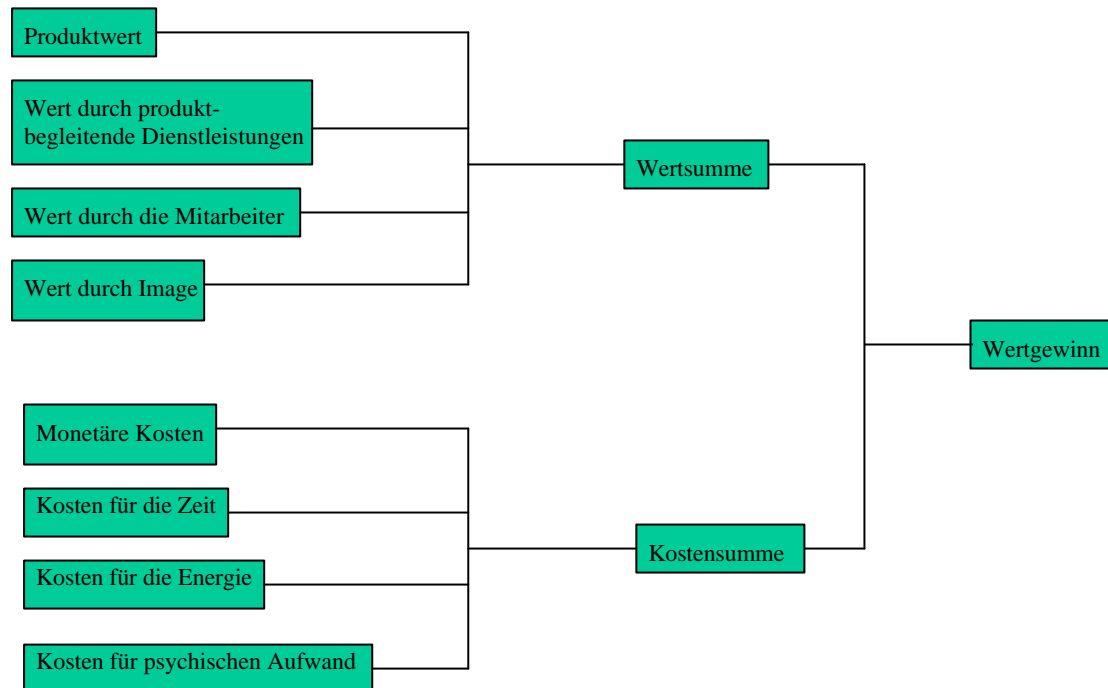 Produktwert
Wert durch produkt-
begleitende Dienstleistungen
Wert durch die Mitarbeiter
Wert durch Image
Wertsumme
Wertgewinn
Monetäre Kosten
Kosten für die Zeit
Kosten für die Energie
Kosten für psychischen Aufwand
Kostensumme